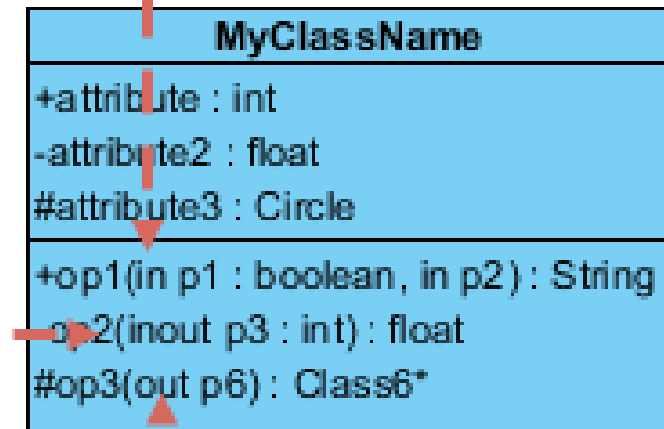 MyClassName
+attribute : int
-attribute2 : float
#attribute3 : Circle
+op1(in p1 : boolean, in p2) : String
-op2(inout p3 : int) : float
#op3(out p6) : Class6*